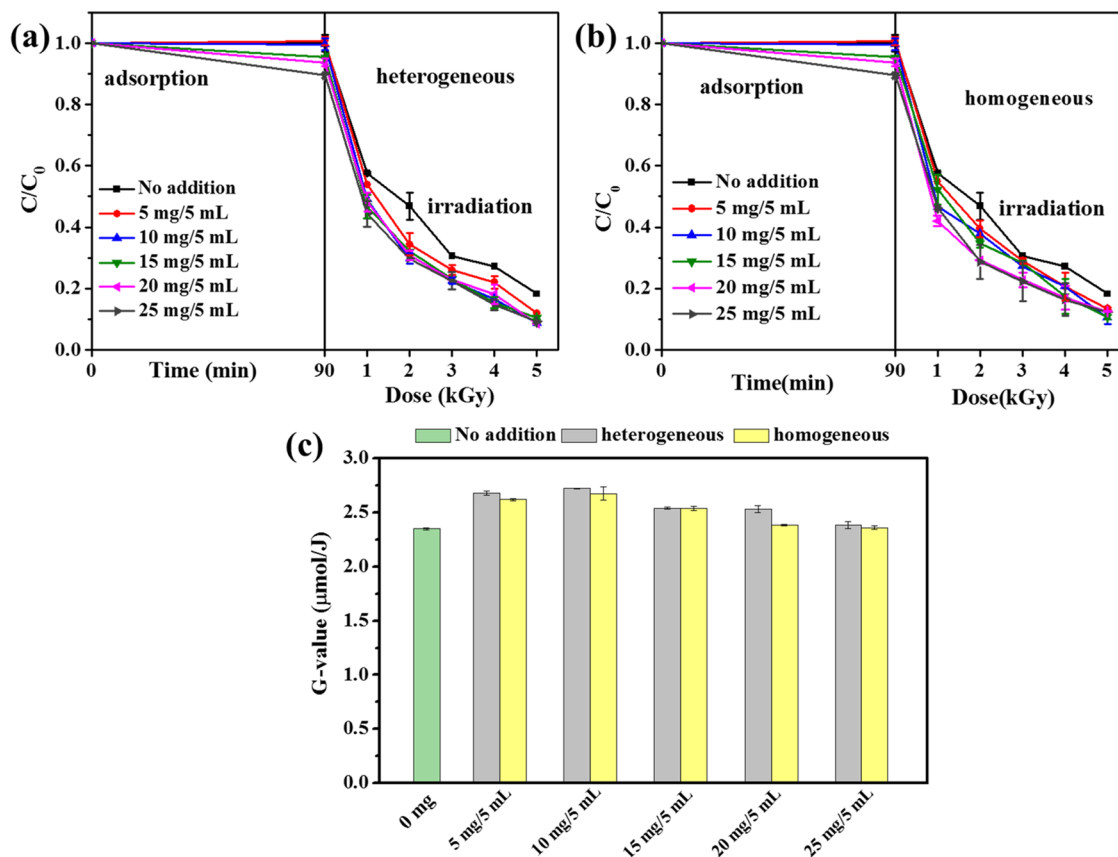 (a)
1.0
0.8
0.6
0.4
0.2
0.0
C/C0
adsorption
heterogeneous
irradiation
No addition
5 mg/5 mL
10 mg/5 mL
15 mg/5 mL
20 mg/5 mL
25 mg/5 mL
0
90
1
2
3
4
5
Time (min)
Dose (kGy)
(b)
1.0
0.8
0.6
0.4
0.2
0.0
C/C0
adsorption
homogeneous
irradiation
No addition
5 mg/5 mL
10 mg/5 mL
15 mg/5 mL
20 mg/5 mL
25 mg/5 mL
0
90
1
2
3
4
5
Time(min)
Dose(kGy)
(c)
No addition
heterogeneous
homogeneous
3.0
2.5
2.0
1.5
1.0
0.5
0.0
G-value (μmol/J)
0 mg
5 mg/5 mL
10 mg/5 mL
15 mg/5 mL
20 mg/5 mL
25 mg/5 mL